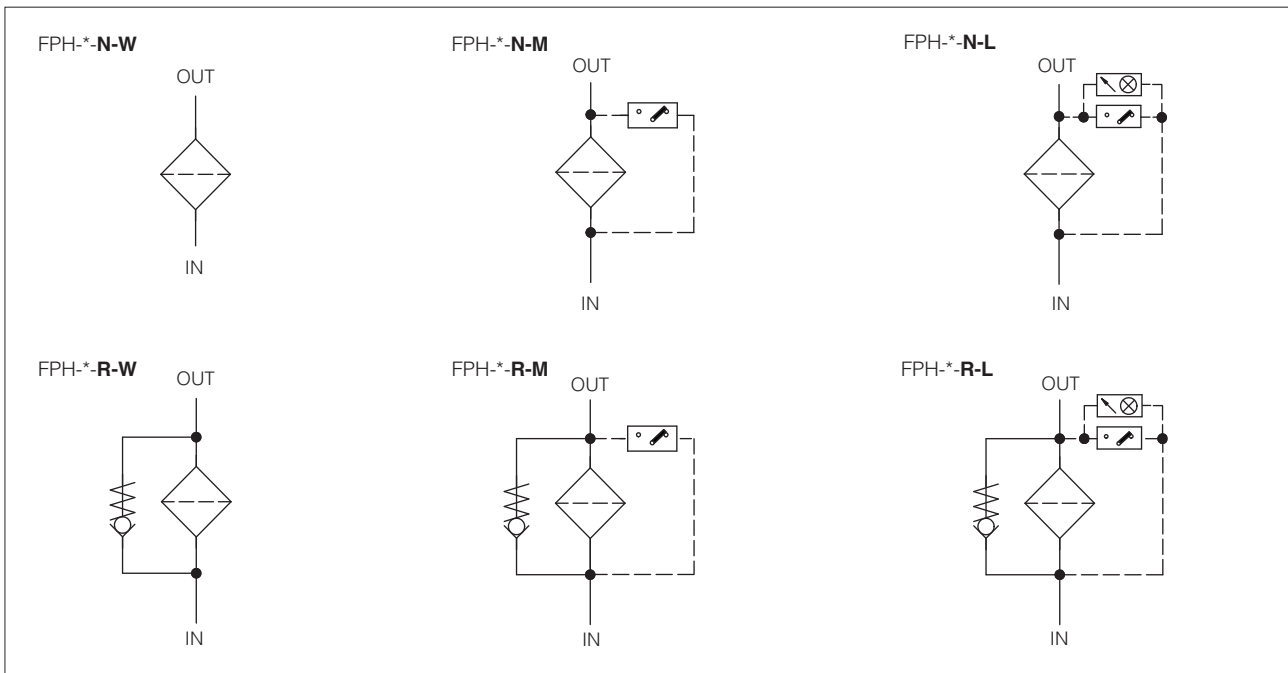 FPH-*-N-W
OUT
IN
FPH-*-N-M
OUT
IN
FPH-*-N-L
OUT
IN
FPH-*-R-W
OUT
IN
FPH-*-R-M
OUT
IN
FPH-*-R-L
OUT
IN